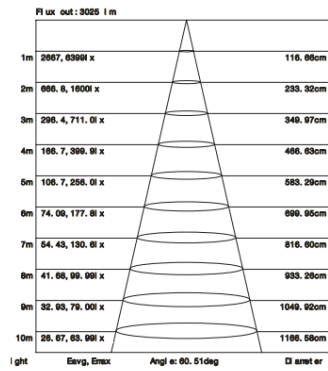 Flux out: 3025 lm
1m 2667, 6399lx 116.66cm
2m 666.8, 1600lx 233.32cm
3m 296.4, 711.0lx 349.97cm
4m 166.7, 399.9lx 466.63cm
5m 106.7, 256.0lx 583.29cm
6m 74.09, 177.8lx 699.95cm
7m 54.43, 130.6lx 816.60cm
8m 41.68, 99.99lx 933.26cm
9m 32.93, 79.00lx 1049.92cm
10m 26.67, 63.99lx 1166.58cm
ight Eavg, Emax Angle: 60.51deg Diameter